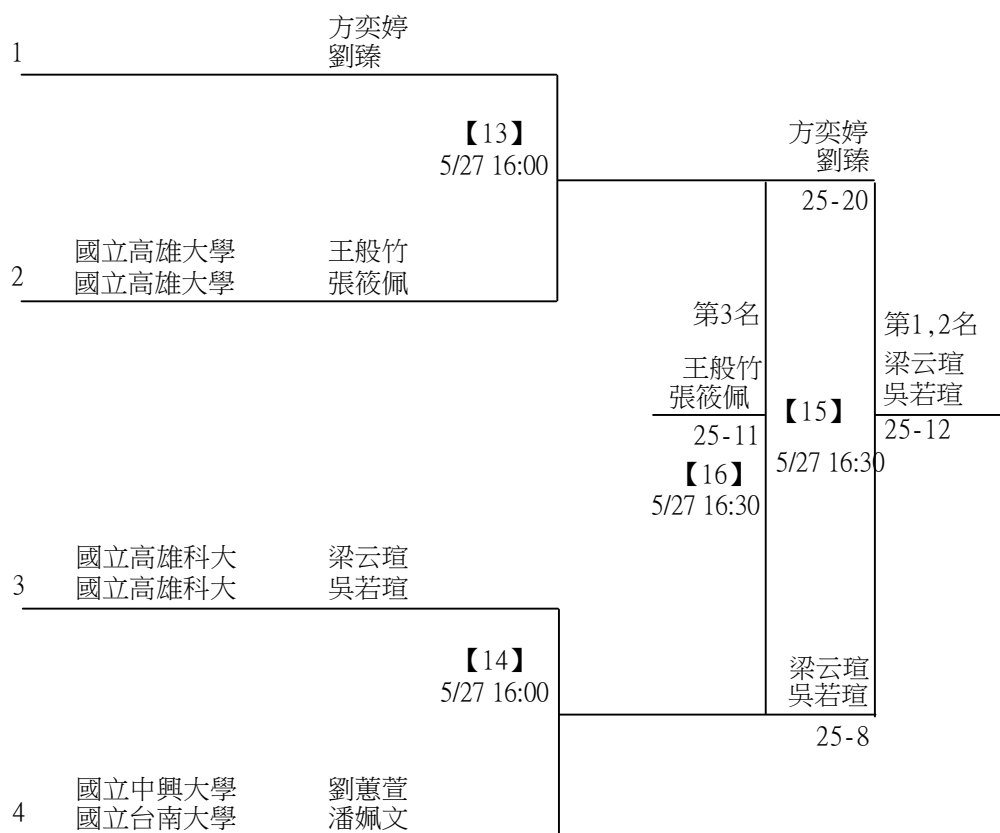 方奕婷
1 劉臻
【13】
5/27 16:00
方奕婷
劉臻
25-20
國立高雄大學 王般竹
2 國立高雄大學 張筱佩
第3名
第1,2名
王般竹
張筱佩
25-11
【16】
5/27 16:30
【15】
5/27 16:30
梁云瑄
吳若瑄
25-12
國立高雄科大 梁云瑄
3 國立高雄科大 吳若瑄
【14】
5/27 16:00
梁云瑄
吳若瑄
25-8
國立中興大學 劉蕙萱
4 國立台南大學 潘姵文